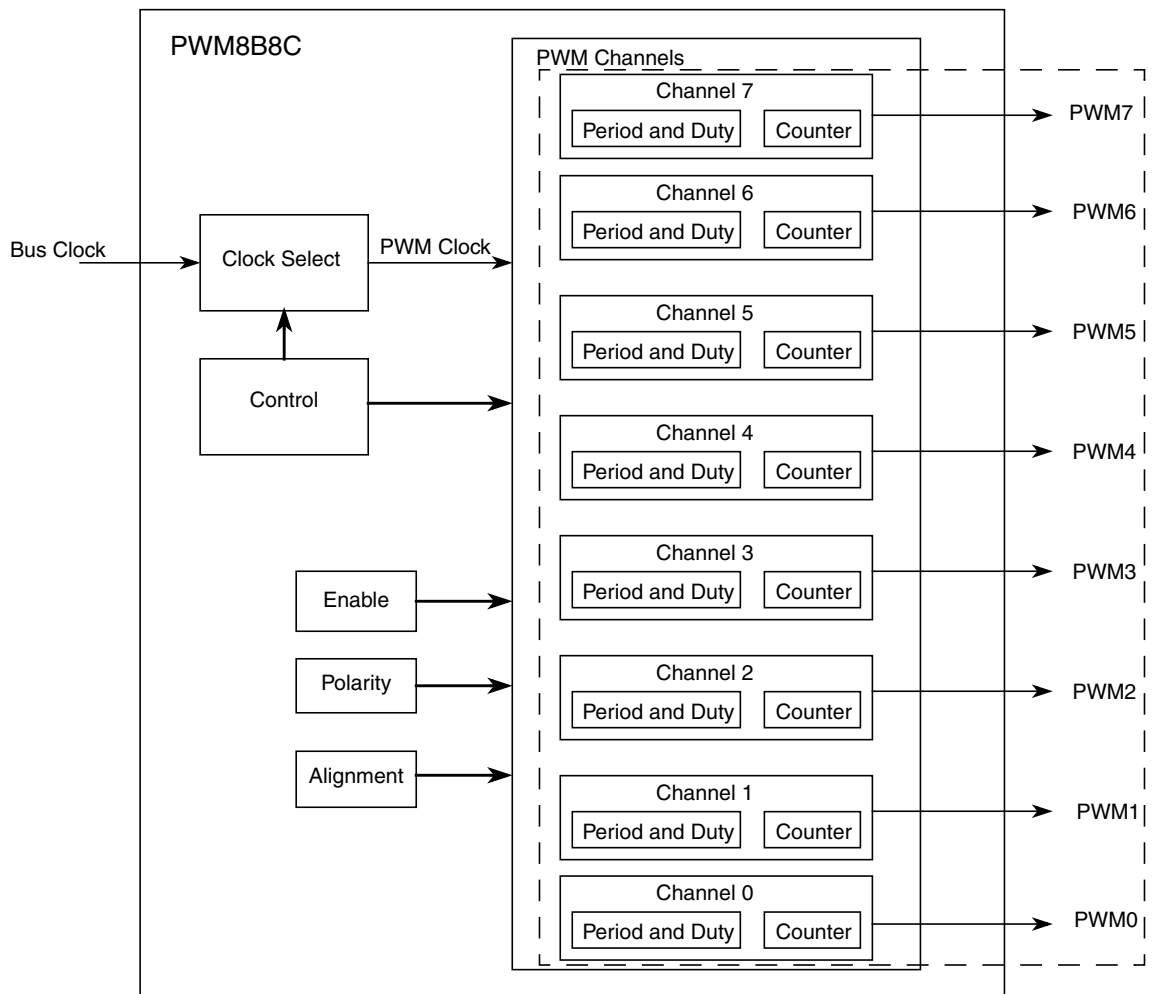 PWM8B8C
PWM Channels
Channel 7
Period and Duty Counter
PWM7
Channel 6
Period and Duty Counter
PWM6
Bus Clock
Clock Select
PWM Clock
Channel 5
Period and Duty Counter
PWM5
Control
Channel 4
Period and Duty Counter
PWM4
Channel 3
Period and Duty Counter
PWM3
Enable
Channel 2
Period and Duty Counter
PWM2
Polarity
Alignment
Channel 1
Period and Duty Counter
PWM1
Channel 0
Period and Duty Counter
PWM0